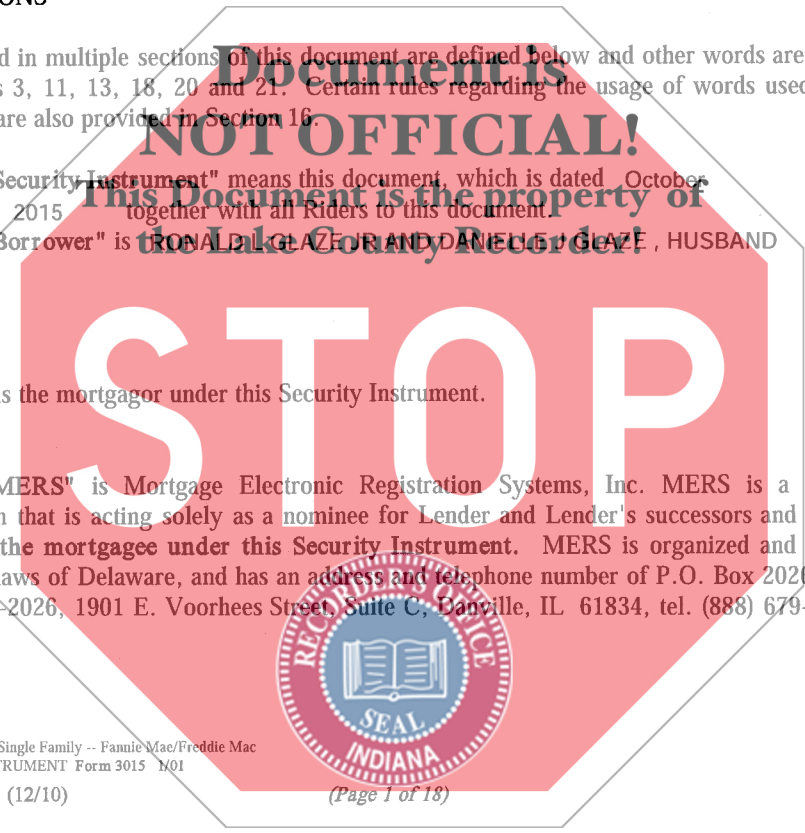 ONS
d in multiple sections of this document are defined below and other words are
s 3, 11, 13, 18, 20 and 21. Certain rules regarding the usage of words used
are also provided in Section 16.
Document is
NOT OFFICIAL!
This Document is the property of
the Lake County Recorder!
Security Instrument" means this document, which is dated October
2015 together with all Riders to this document.
Borrower" is RONALD L GLAZE JR AND DANIELLE J GLAZE , HUSBAND
STOP
is the mortgagor under this Security Instrument.
MERS" is Mortgage Electronic Registration Systems, Inc. MERS is a
n that is acting solely as a nominee for Lender and Lender's successors and
the mortgagee under this Security Instrument. MERS is organized and
laws of Delaware, and has an address and telephone number of P.O. Box 2026
-2026, 1901 E. Voorhees Street, Suite C, Danville, IL 61834, tel. (888) 679-
RECORDER'S OFFICE
SEAL
INDIANA
Single Family -- Fannie Mae/Freddie Mac
TRUMENT Form 3015 1/01
(12/10)
(Page 1 of 18)